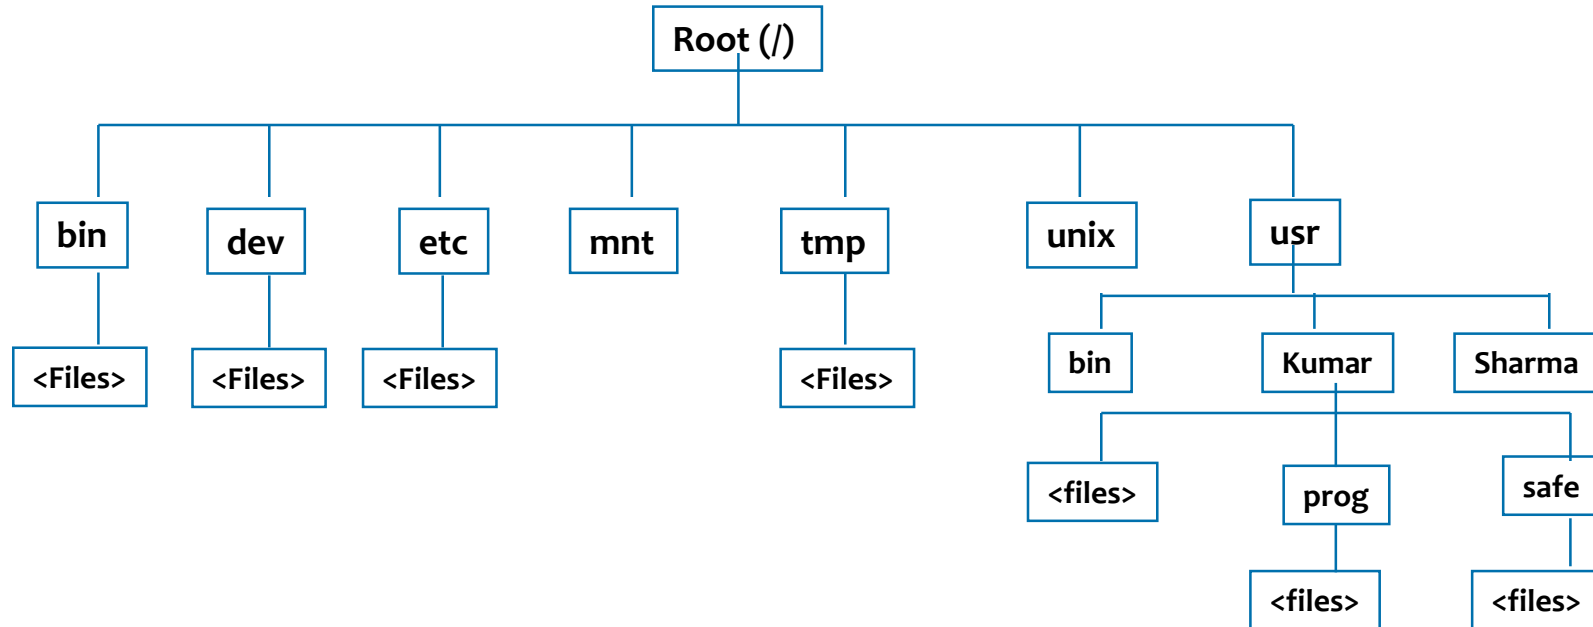 Root (/)
bin
dev
etc
mnt
tmp
unix
usr
<Files>
<Files>
<Files>
<Files>
bin
Kumar
Sharma
<files>
prog
safe
<files>
<files>